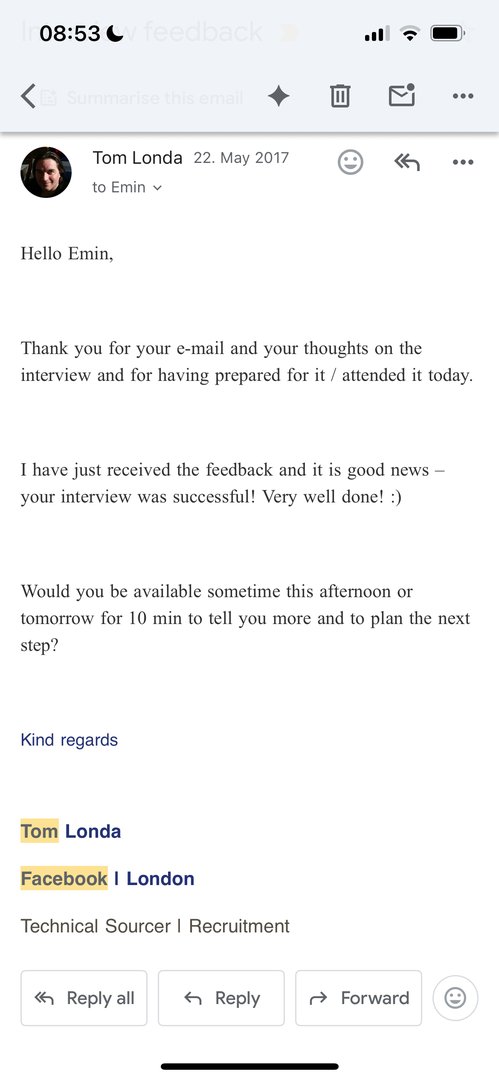 Interview feedback
08:53
Summarise this email
Tom Londa 22. May 2017
to Emin
Hello Emin,
Thank you for your e-mail and your thoughts on the
interview and for having prepared for it / attended it today.
I have just received the feedback and it is good news –
your interview was successful! Very well done! :)
Would you be available sometime this afternoon or
tomorrow for 10 min to tell you more and to plan the next
step?
Kind regards
Tom Londa
Facebook | London
Technical Sourcer | Recruitment
Reply all Reply Forward